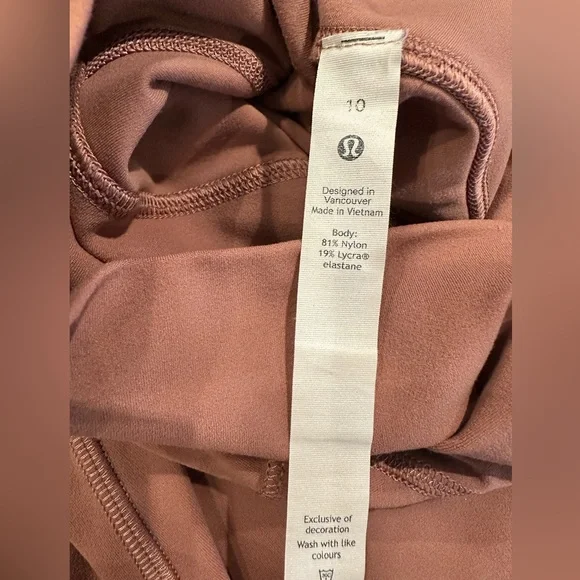 10
Designed in
Vancouver
Made in Vietnam
Body:
81% Nylon
19% Lycra®
elastane
Exclusive of
decoration
Wash with like
colours